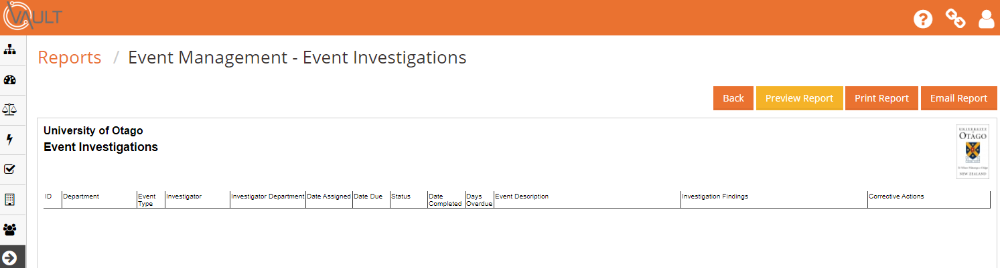 VAULT
Reports / Event Management - Event Investigations
Back Preview Report Print Report Email Report
University of Otago
Event Investigations
UNIVERSITY
of
OTAGO
NEW ZEALAND
ID Department Event Type Investigator Investigator Department Date Assigned Date Due Status Date Completed Days Overdue Event Description Investigation Findings Corrective Actions